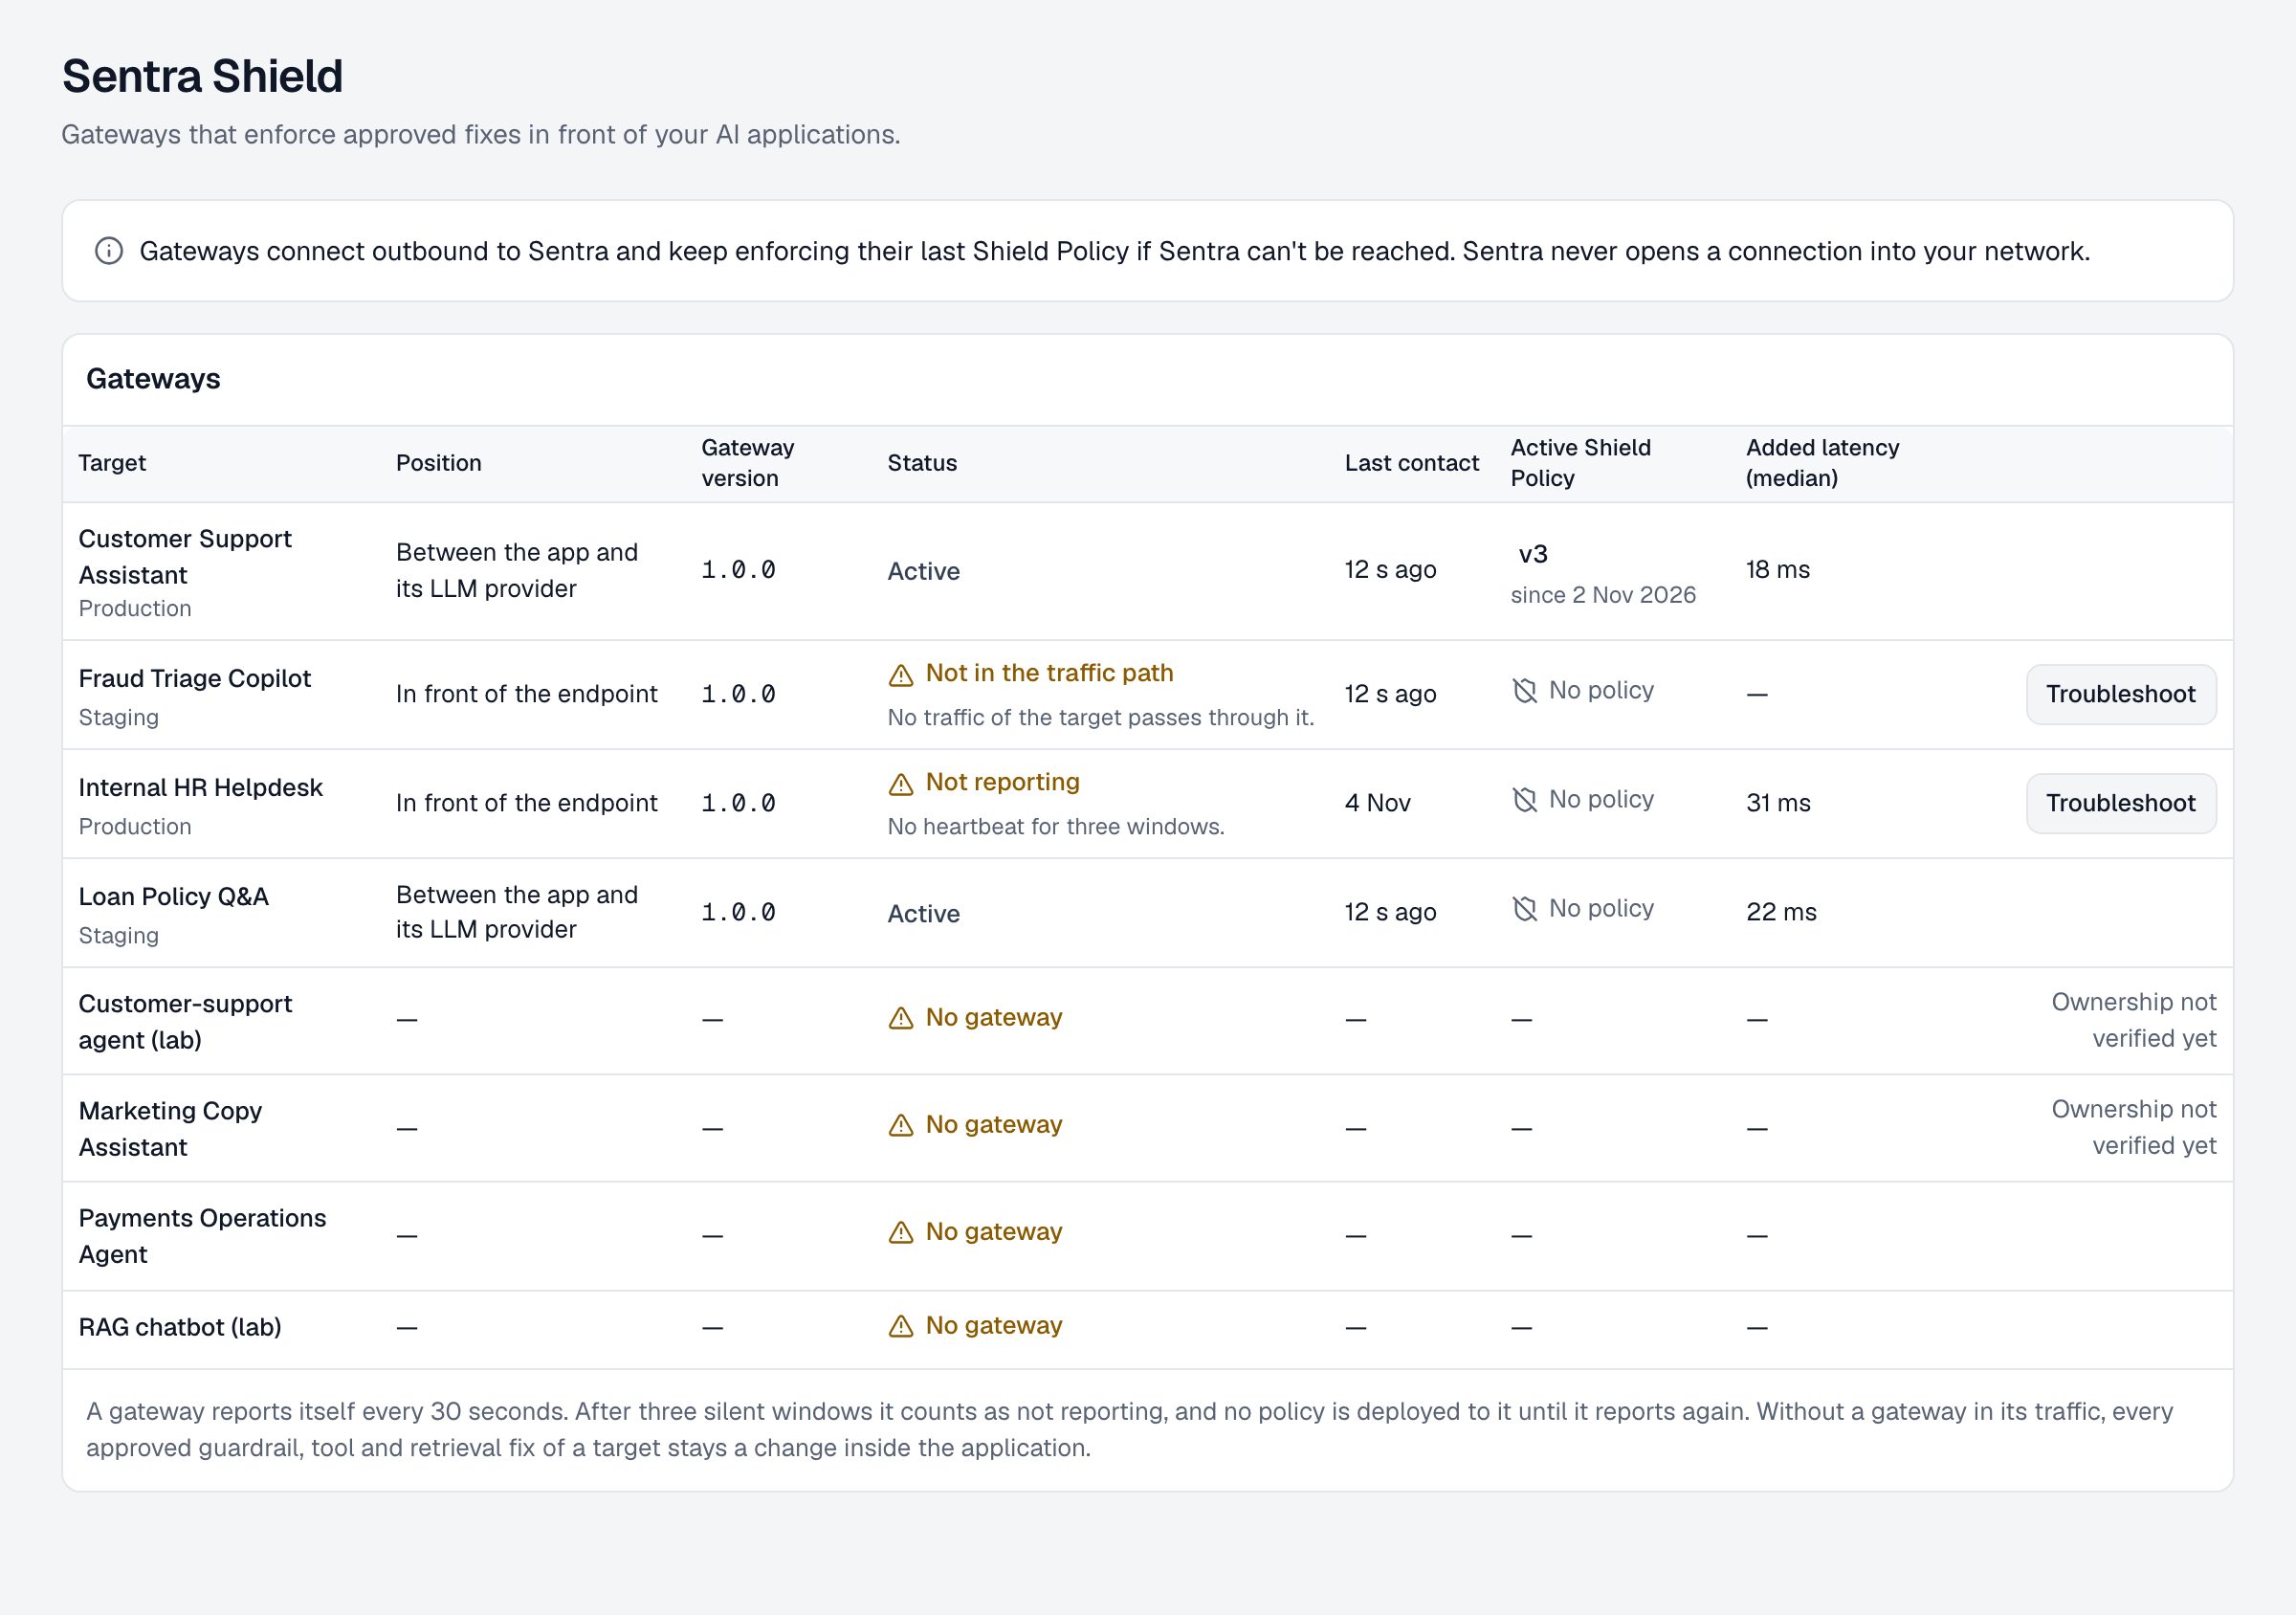 Sentra Shield
Gateways that enforce approved fixes in front of your AI applications.
Gateways connect outbound to Sentra and keep enforcing their last Shield Policy if Sentra can't be reached. Sentra never opens a connection into your network.
Gateways
Target Position Gateway version Status Last contact Active Shield Policy Added latency (median)
Customer Support Assistant
Production
Between the app and its LLM provider
1.0.0
Active
12 s ago
v3
since 2 Nov 2026
18 ms
Fraud Triage Copilot
Staging
In front of the endpoint
1.0.0
Not in the traffic path
No traffic of the target passes through it.
12 s ago
No policy
—
Troubleshoot
Internal HR Helpdesk
Production
In front of the endpoint
1.0.0
Not reporting
No heartbeat for three windows.
4 Nov
No policy
31 ms
Troubleshoot
Loan Policy Q&A
Staging
Between the app and its LLM provider
1.0.0
Active
12 s ago
No policy
22 ms
Customer-support agent (lab)
—
—
No gateway
—
—
—
Ownership not verified yet
Marketing Copy Assistant
—
—
No gateway
—
—
—
Ownership not verified yet
Payments Operations Agent
—
—
No gateway
—
—
—
RAG chatbot (lab)
—
—
No gateway
—
—
—
A gateway reports itself every 30 seconds. After three silent windows it counts as not reporting, and no policy is deployed to it until it reports again. Without a gateway in its traffic, every
approved guardrail, tool and retrieval fix of a target stays a change inside the application.